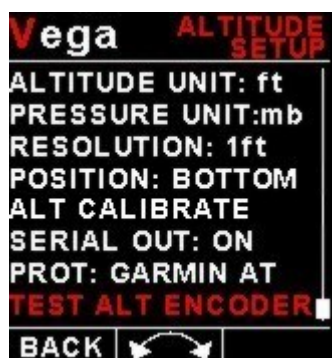 Vega ALTITUDE
SETUP
ALTITUDE UNIT: ft
PRESSURE UNIT:mb
RESOLUTION: 1ft
POSITION: BOTTOM
ALT CALIBRATE
SERIAL OUT: ON
PROT: GARMIN AT
TEST ALT ENCODER
BACK